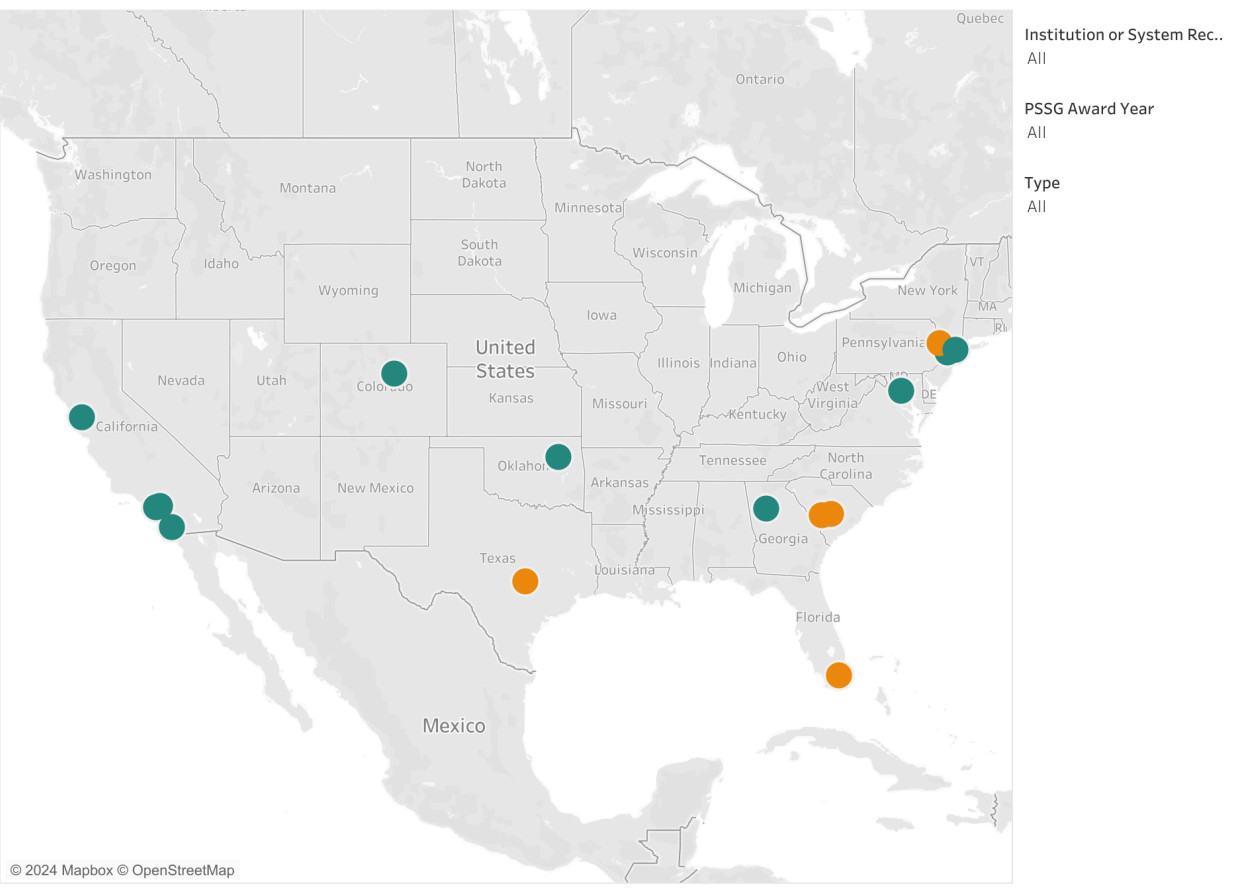 Quebec
Ontario
Washington
Montana
North
Dakota
Minnesota
Oregon
Idaho
South
Dakota
Wisconsin
Michigan
VT
Wyoming
New York
MA
Iowa
RI
Nevada
Utah
Colorado
United
States
Kansas
Illinois
Indiana
Ohio
Pennsylvania
MD
DE
West
Virginia
Missouri
Kentucky
California
Arizona
New Mexico
Tennessee
North
Carolina
Arkansas
Mississippi
Georgia
Texas
Louisiana
Florida
Mexico
© 2024 Mapbox © OpenStreetMap
Institution or System Rec..
All
PSSG Award Year
All
Type
All